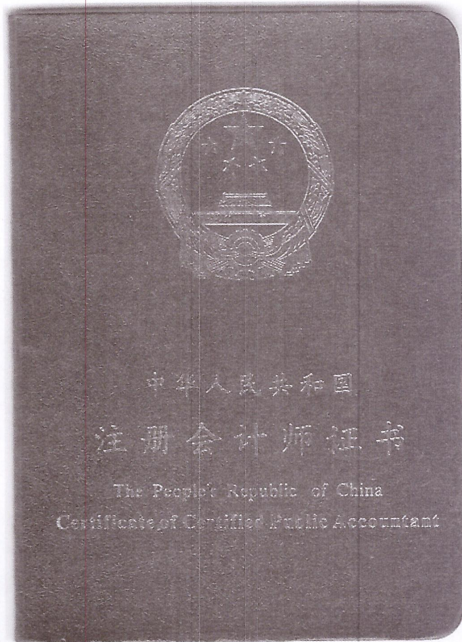 中华人民共和国
注册会计师证书
The People's Republic of China
Certificate of Certified Public Accountant